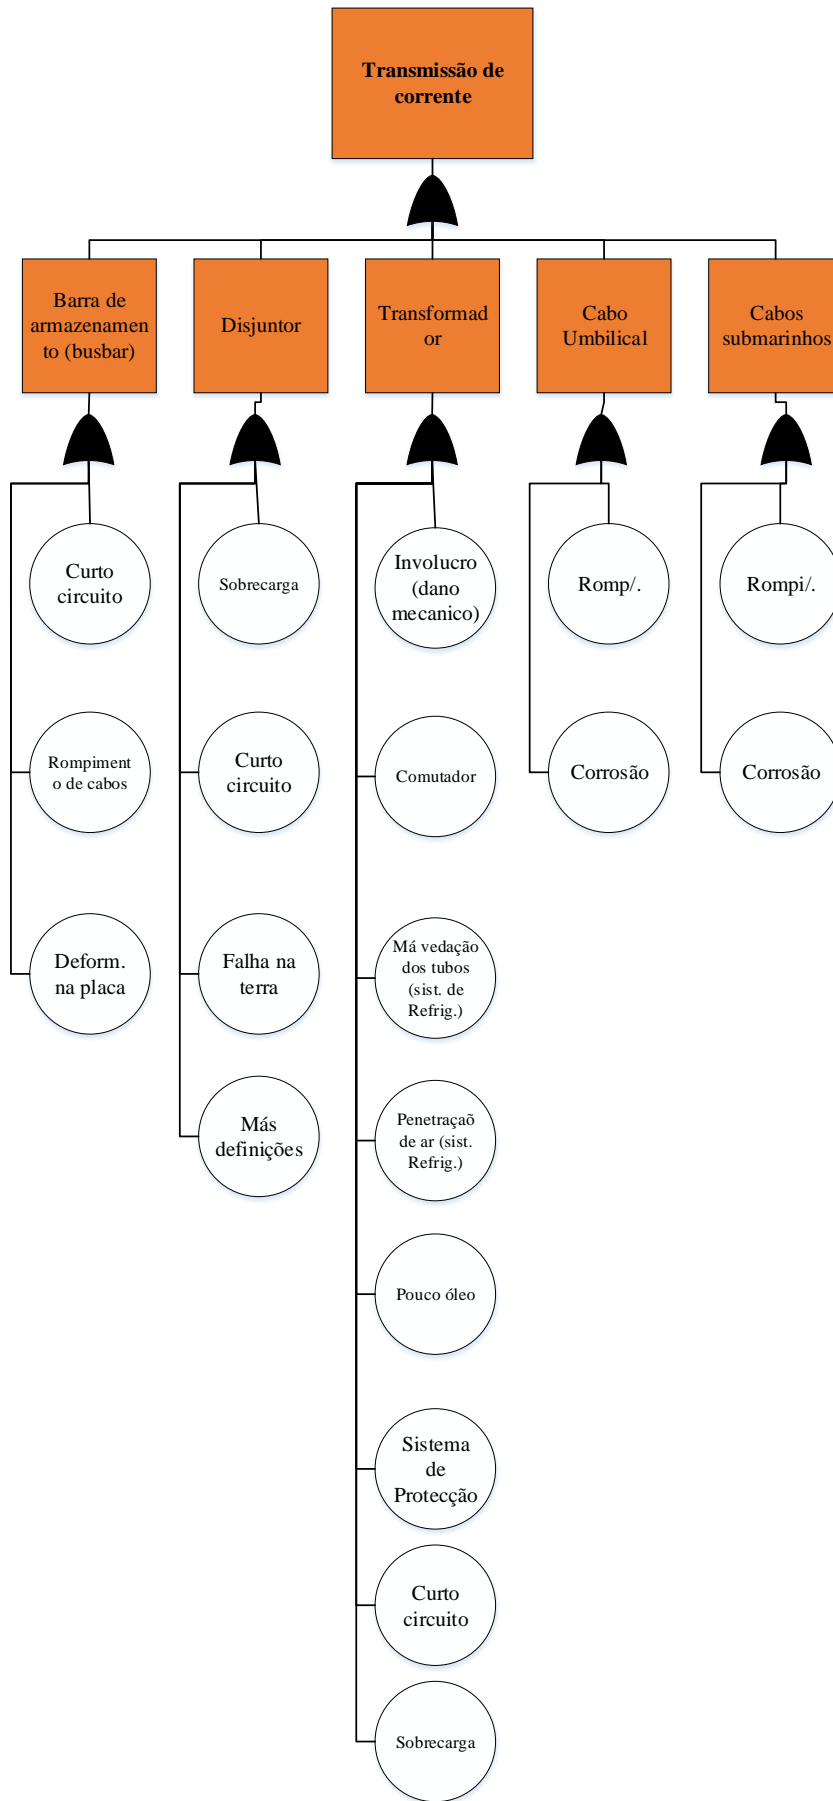 Transmissão de
corrente
Barra de
armazenamen
to (busbar)
Disjuntor
Transformad
or
Cabo
Umbilical
Cabos
submarinhos
Curto
circuito
Rompiment
o de cabos
Deform.
na placa
Sobrecarga
Curto
circuito
Falha na
terra
Más
definições
Involucro
(dano
mecanico)
Comutador
Má vedação
dos tubos
(sist. de
Refrig.)
Penetraçaõ
de ar (sist.
Refrig.)
Pouco óleo
Sistema
de
Protecção
Curto
circuito
Sobrecarga
Romp/.
Corrosão
Rompi/.
Corrosão